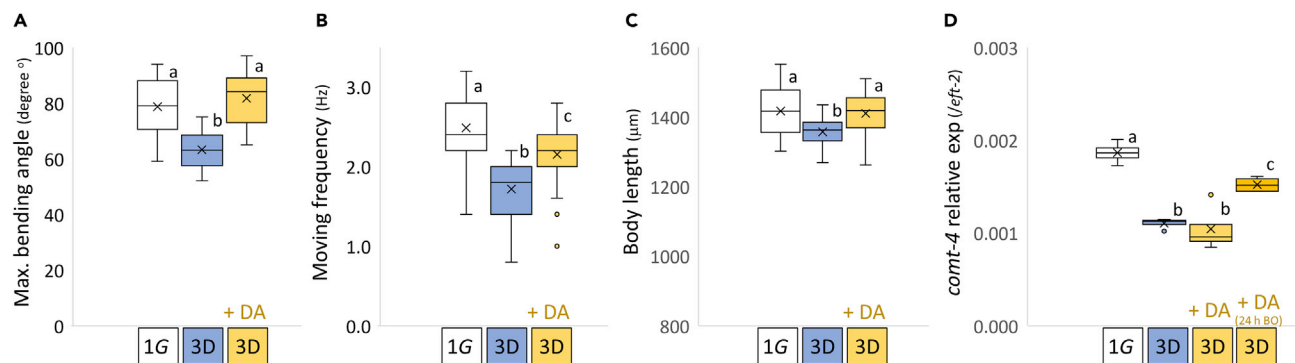 A
Max. bending angle (degree °)
100
80
60
40
20
0
a
b
a
+ DA
1G
3D
3D
B
Moving frequency (Hz)
3.0
2.0
1.0
0.0
a
b
c
+ DA
1G
3D
3D
C
Body length (μm)
1600
1400
1200
1000
800
a
b
a
+ DA
1G
3D
3D
D
comt-4 relative exp (/eft-2)
0.003
0.002
0.001
0.000
a
b
b
c
+ DA
+ DA
(24 h BO)
1G
3D
3D
3D